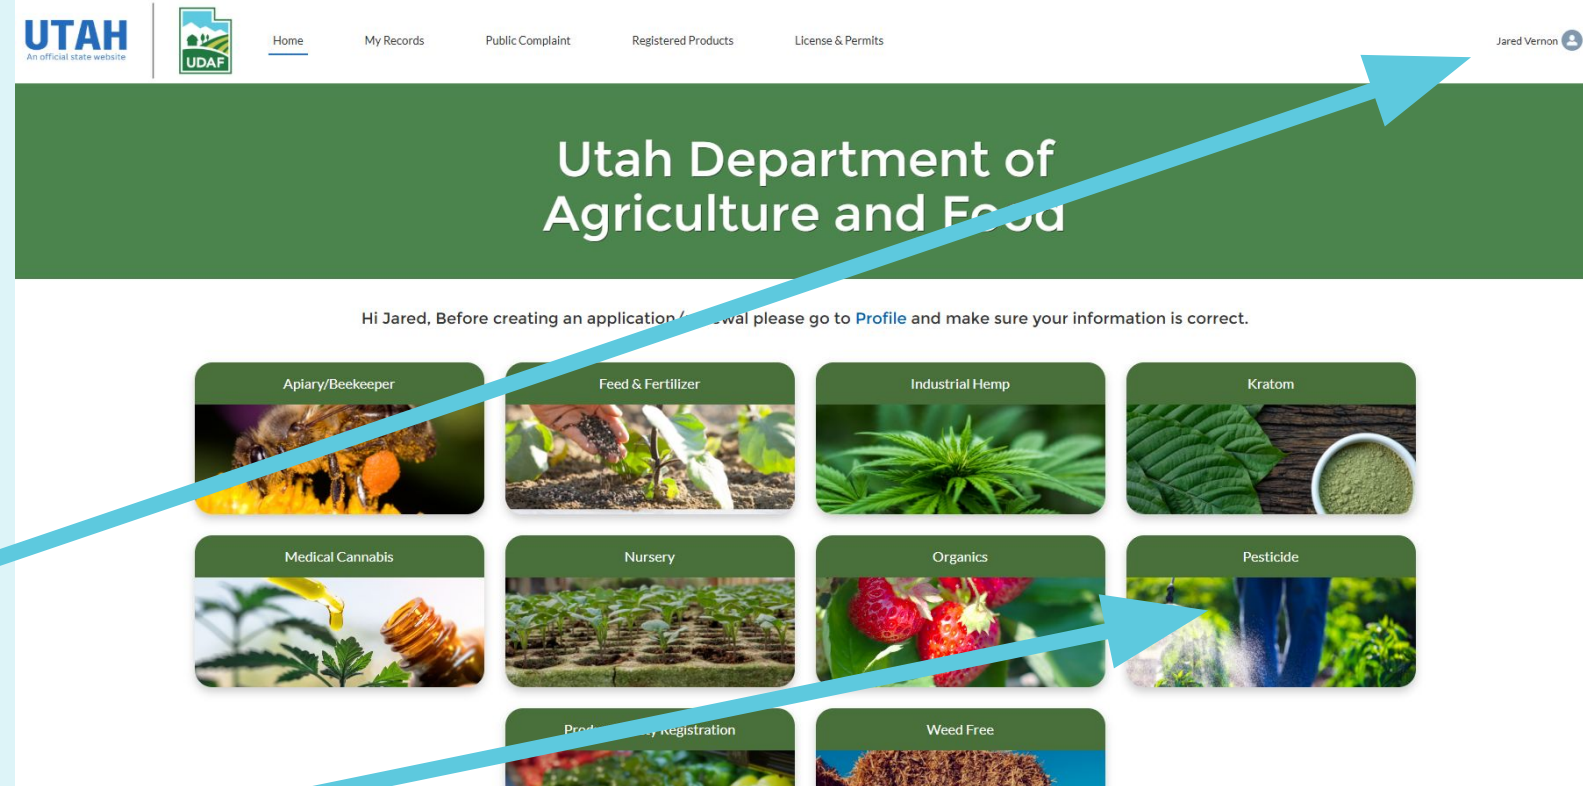 UTAH
An official state website
UDAF
Home
My Records
Public Complaint
Registered Products
License & Permits
Jared Vernon
Utah Department of
Agriculture and Food
Hi Jared, Before creating an application/ please go to Profile and make sure your information is correct.
Apiary/Beekeeper
Feed & Fertilizer
Industrial Hemp
Kratom
Medical Cannabis
Nursery
Organics
Pesticide
Registration
Weed Free